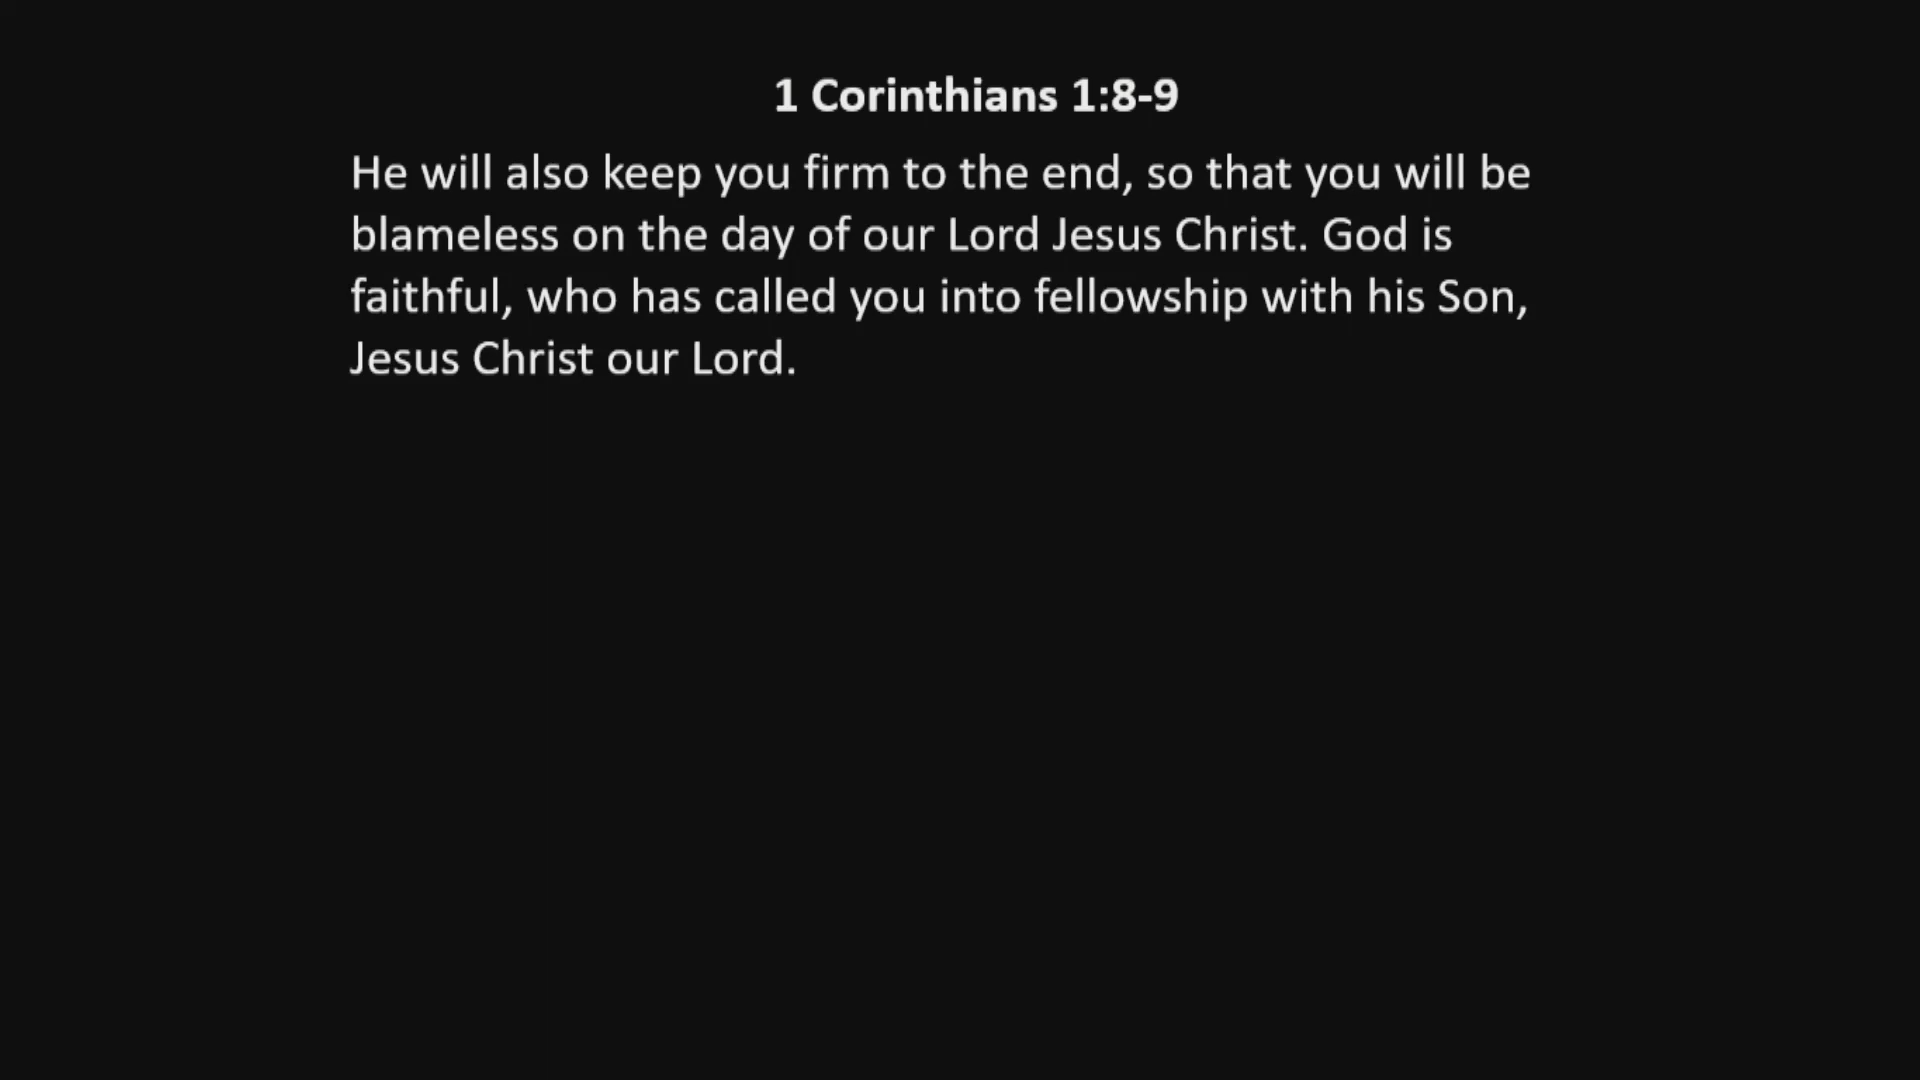 1 Corinthians 1:8-9
He will also keep you firm to the end, so that you will be
blameless on the day of our Lord Jesus Christ. God is
faithful, who has called you into fellowship with his Son,
Jesus Christ our Lord.